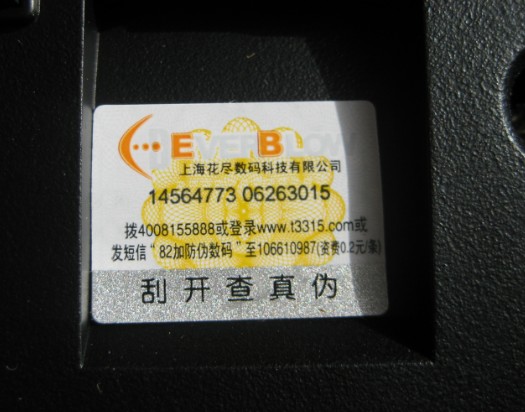 EVERBLOW
上海花尽数码科技有限公司
14564773 06263015
拨4008155888或登录www.t3315.com或
发短信“82加防伪数码”至106610987(资费0.2元/条)
刮开查真伪